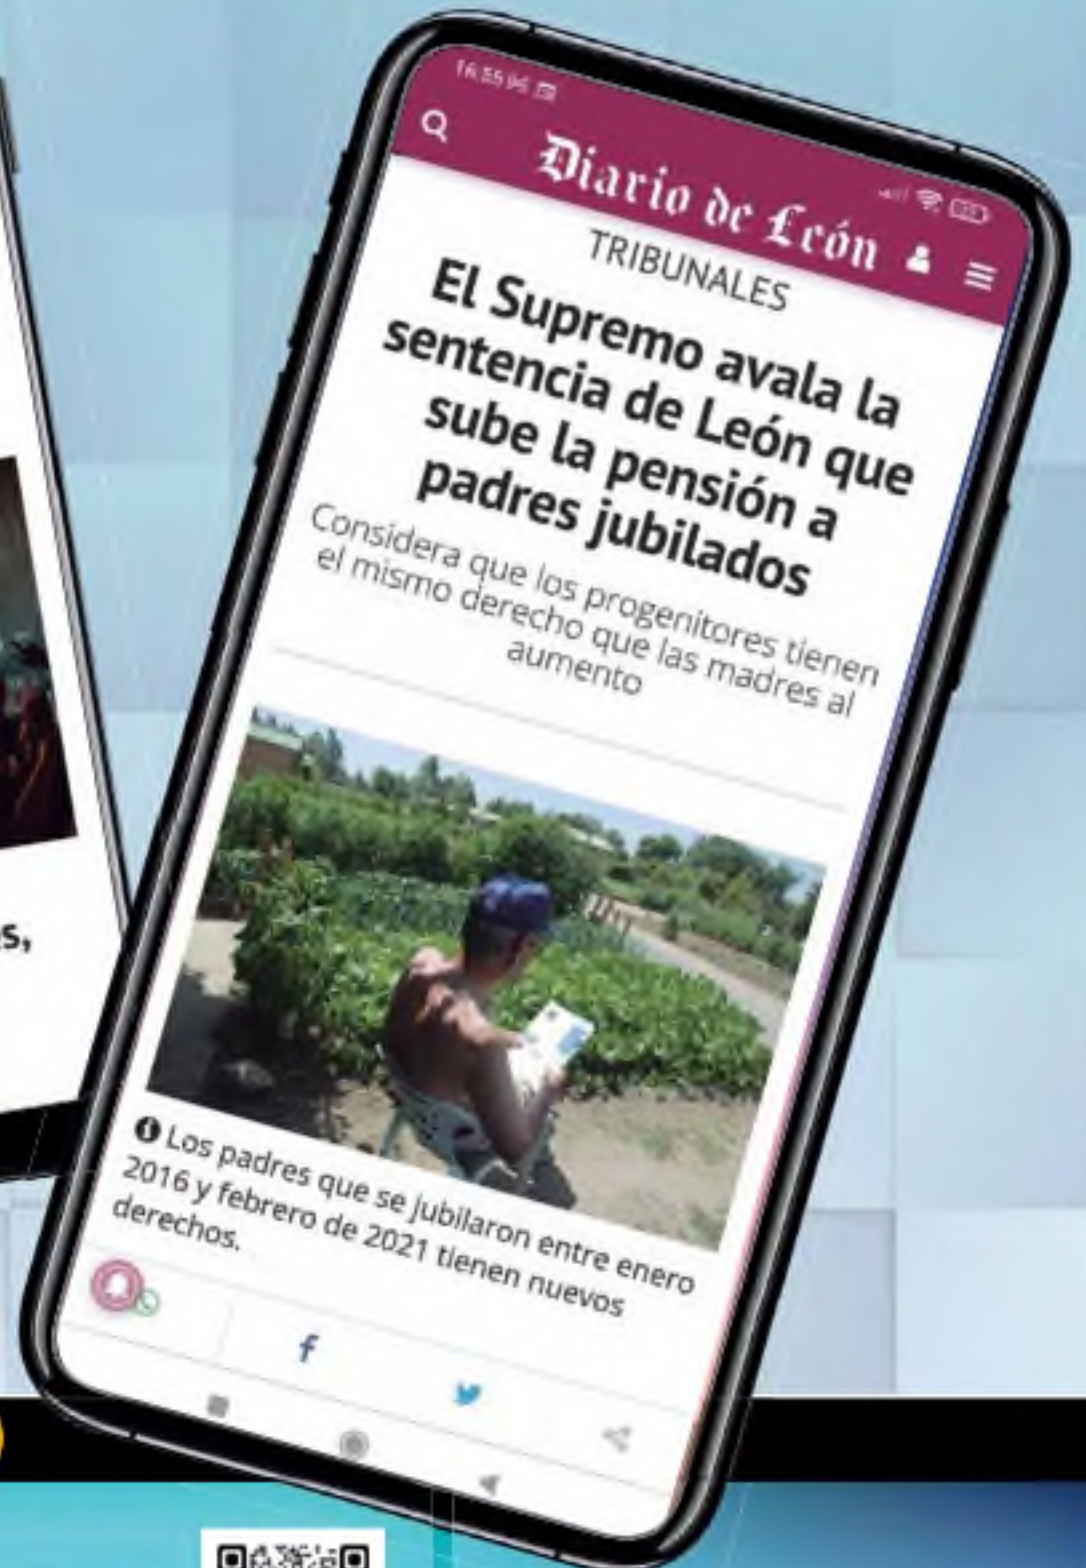 Diario de León
TRIBUNALES
El Supremo avala la
sentencia de León que
sube la pensión a
padres jubilados
Considera que los progenitores tienen
el mismo derecho que las madres al
aumento
Los padres que se jubilaron entre enero
2016 y febrero de 2021 tienen nuevos
derechos.